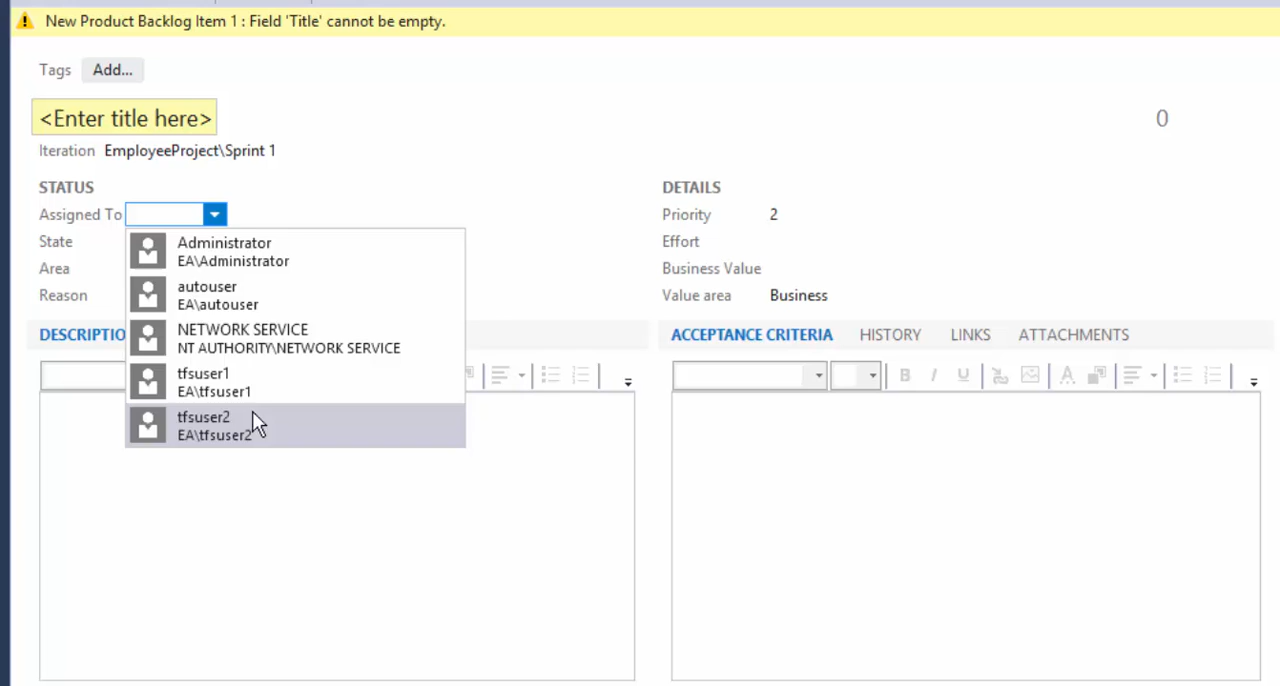 New Product Backlog Item 1 : Field 'Title' cannot be empty.
Tags Add...
<Enter title here>
0
Iteration EmployeeProject\Sprint 1
STATUS
Assigned To
State
Area
Reason
Administrator
EA\Administrator
autouser
EA\autouser
NETWORK SERVICE
NT AUTHORITY\NETWORK SERVICE
tfsuser1
EA\tfsuser1
tfsuser2
EA\tfsuser2
DESCRIPTIO
DETAILS
Priority 2
Effort
Business Value
Value area Business
ACCEPTANCE CRITERIA HISTORY LINKS ATTACHMENTS
B I U A